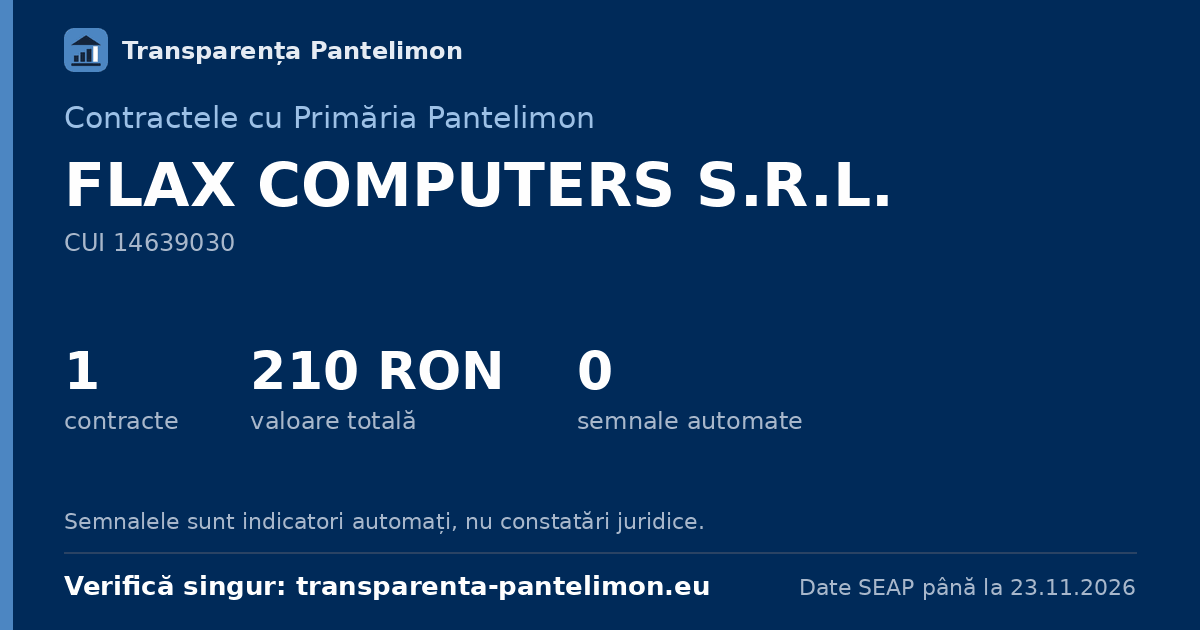 Transparența Pantelimon
Contractele cu Primăria Pantelimon
FLAX COMPUTERS S.R.L.
CUI 14639030
1
contracte
210 RON
valoare totală
0
semnale automate
Semnalele sunt indicatori automați, nu constatări juridice.
Verifică singur: transparenta-pantelimon.eu
Date SEAP până la 23.11.2026